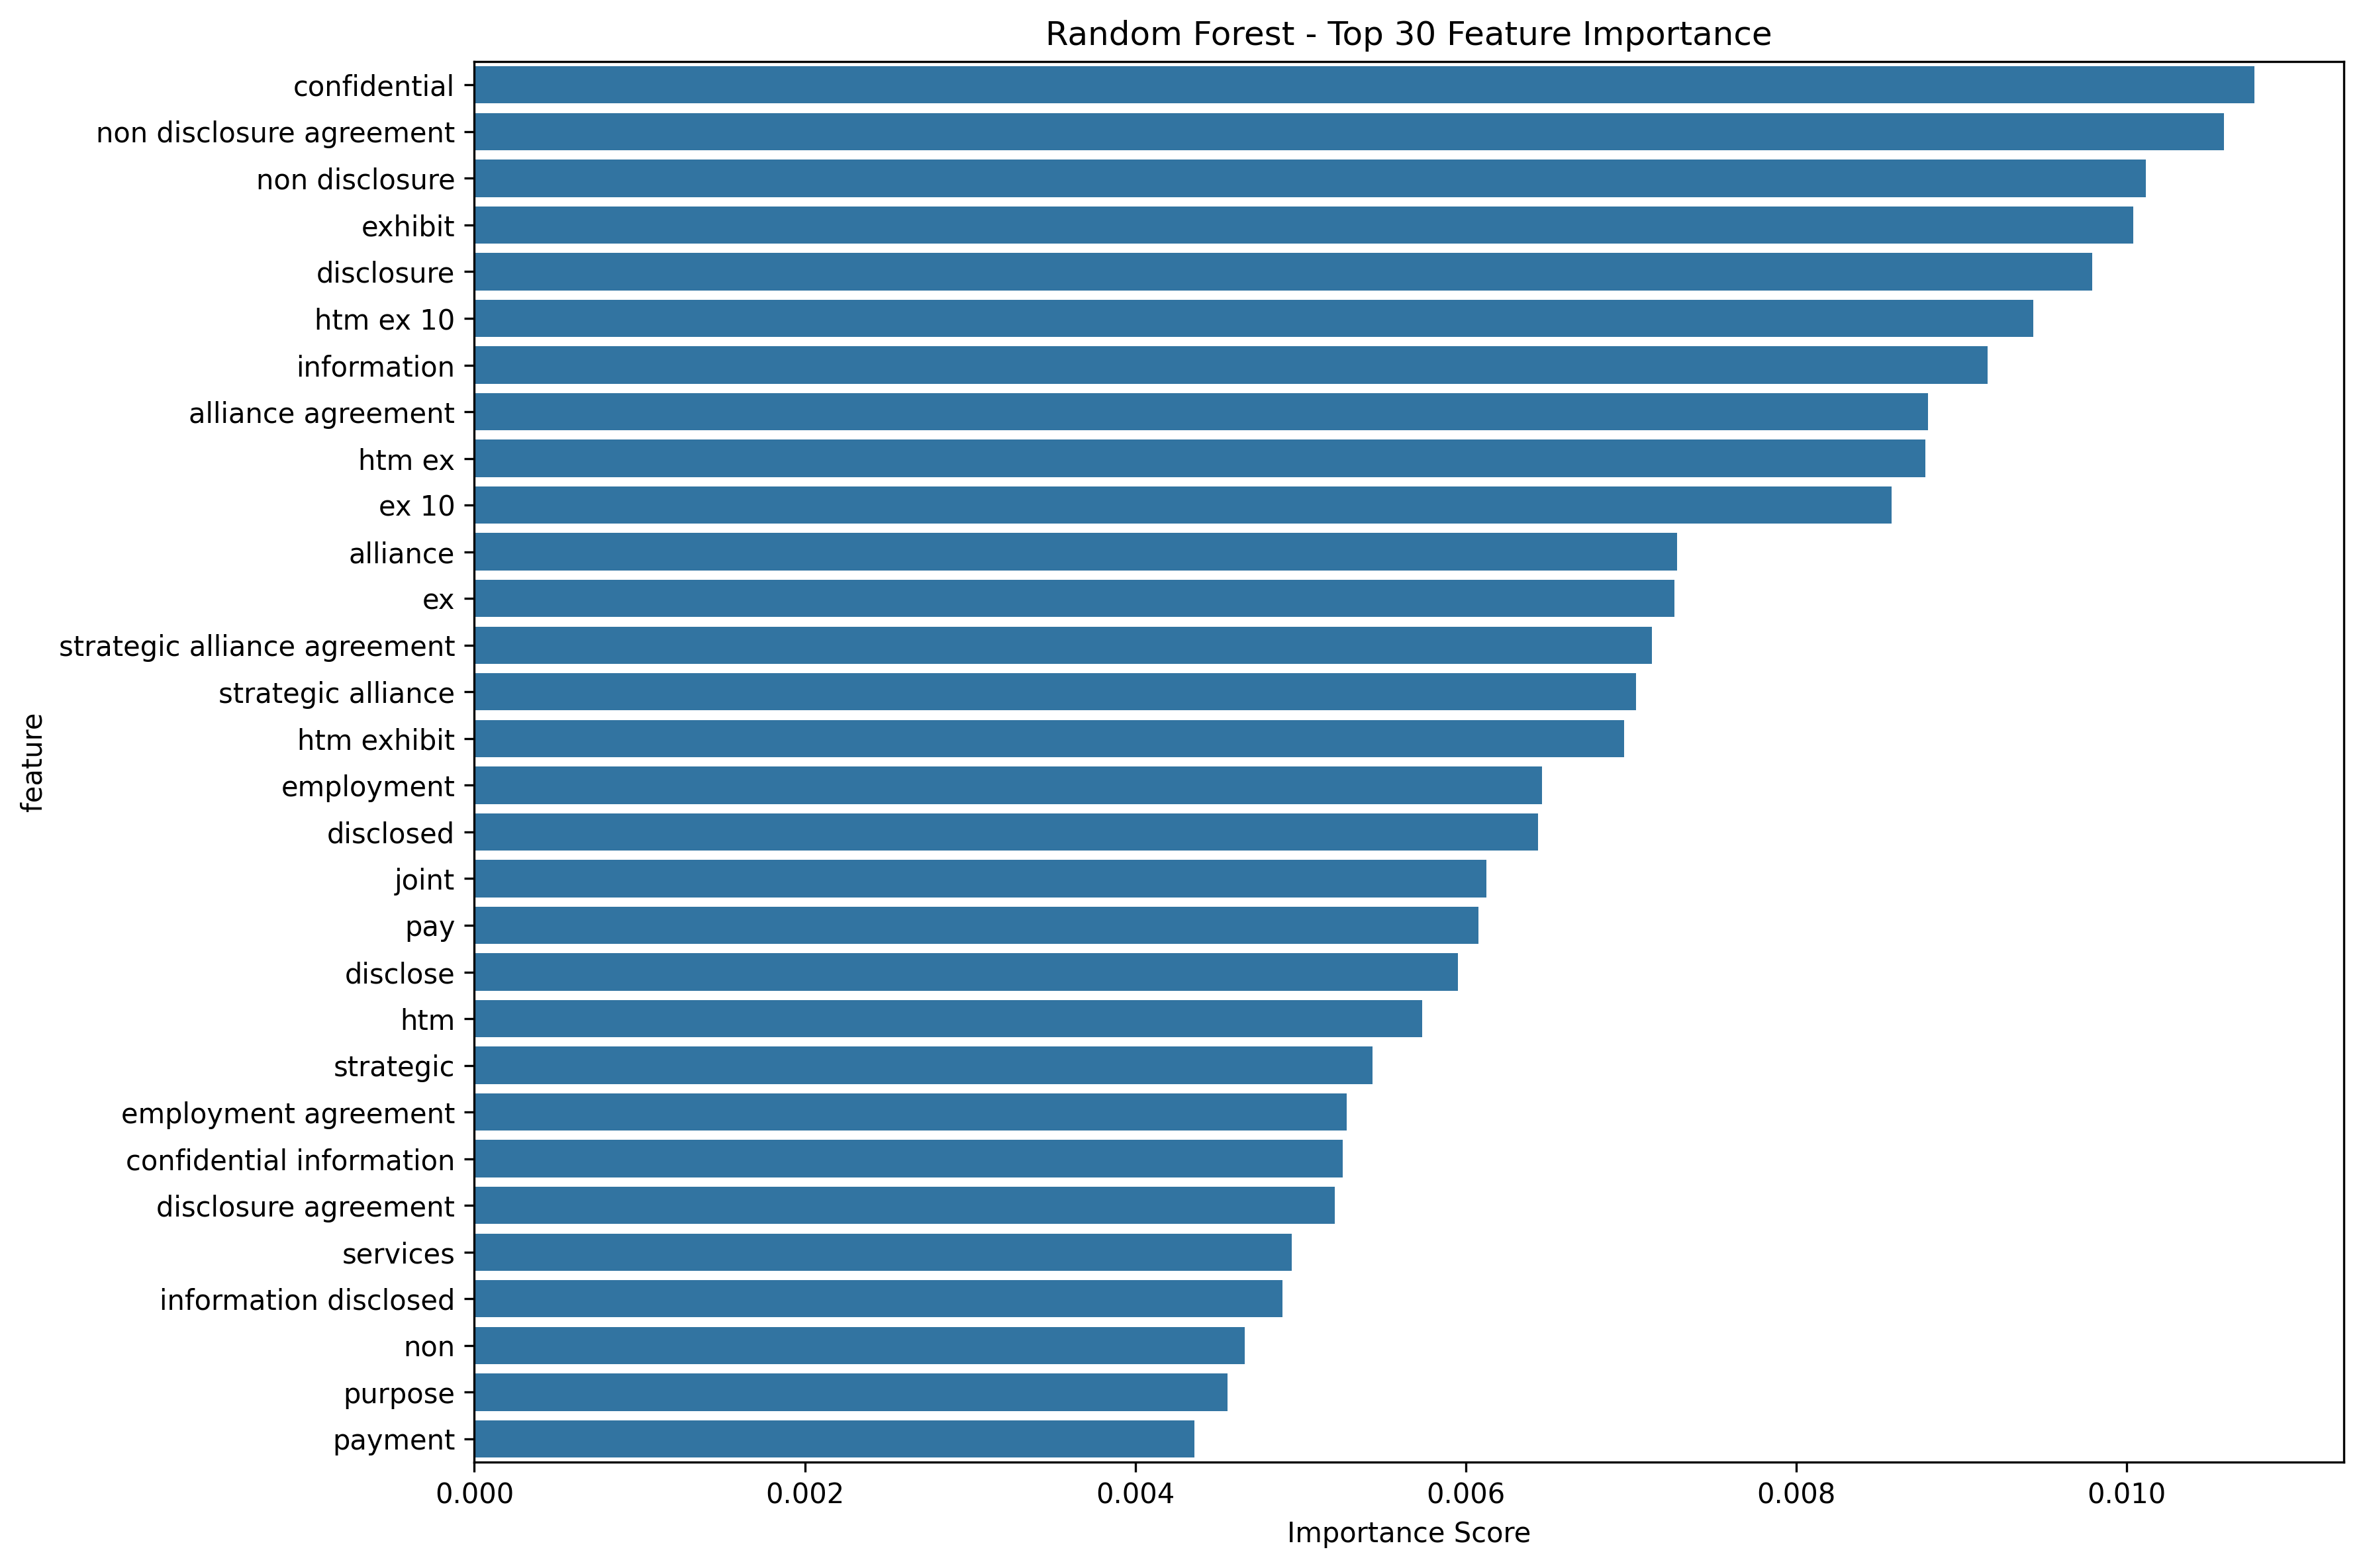 Random Forest - Top 30 Feature Importance
confidential
non disclosure agreement
non disclosure
exhibit
disclosure
htm ex 10
information
alliance agreement
htm ex
ex 10
alliance
ex
strategic alliance agreement
strategic alliance
htm exhibit
employment
disclosed
joint
pay
disclose
htm
strategic
employment agreement
confidential information
disclosure agreement
services
information disclosed
non
purpose
payment
feature
0.000 0.002 0.004 0.006 0.008 0.010
Importance Score